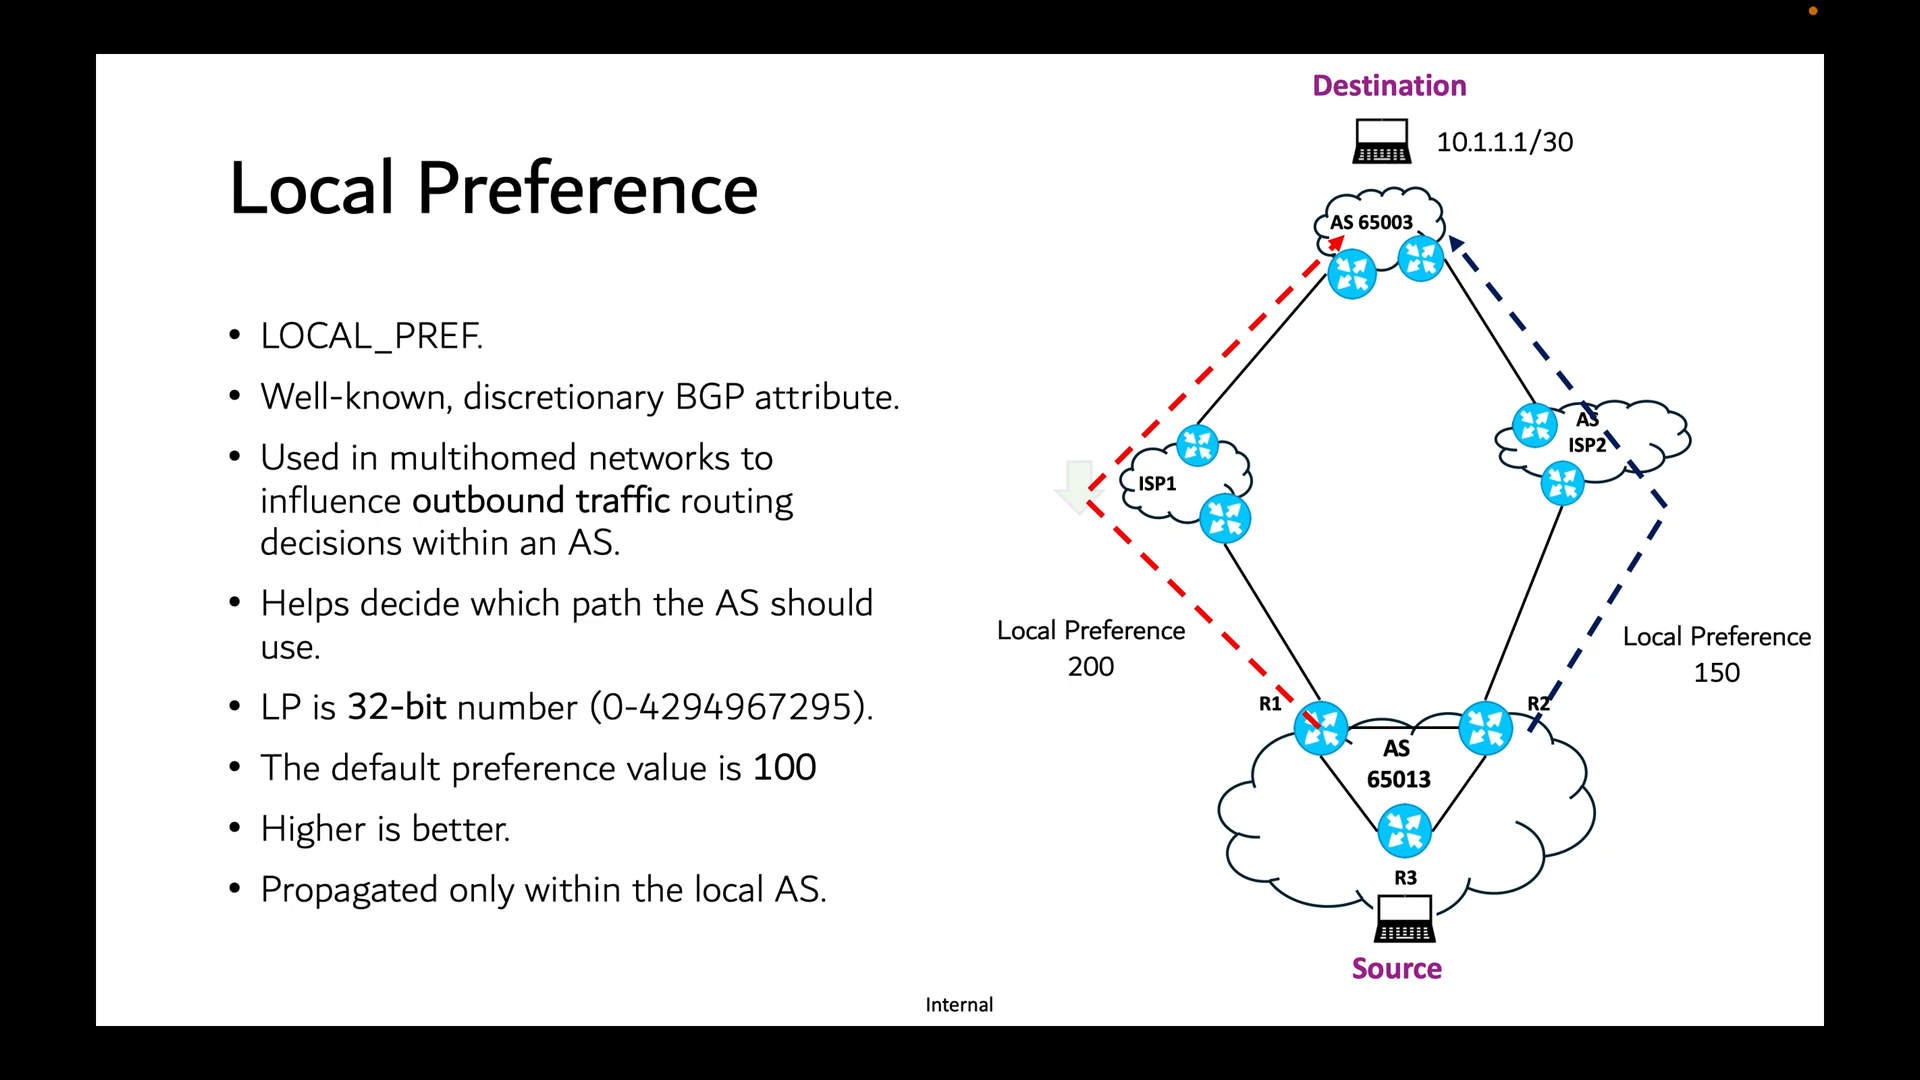 Local Preference
• LOCAL_PREF.
• Well-known, discretionary BGP attribute.
• Used in multihomed networks to
influence outbound traffic routing
decisions within an AS.
• Helps decide which path the AS should
use.
• LP is 32-bit number (0-4294967295).
• The default preference value is 100
• Higher is better.
• Propagated only within the local AS.
Destination
10.1.1.1/30
AS 65003
AS
ISP2
ISP1
Local Preference
200
Local Preference
150
R1
R2
AS
65013
R3
Source
Internal